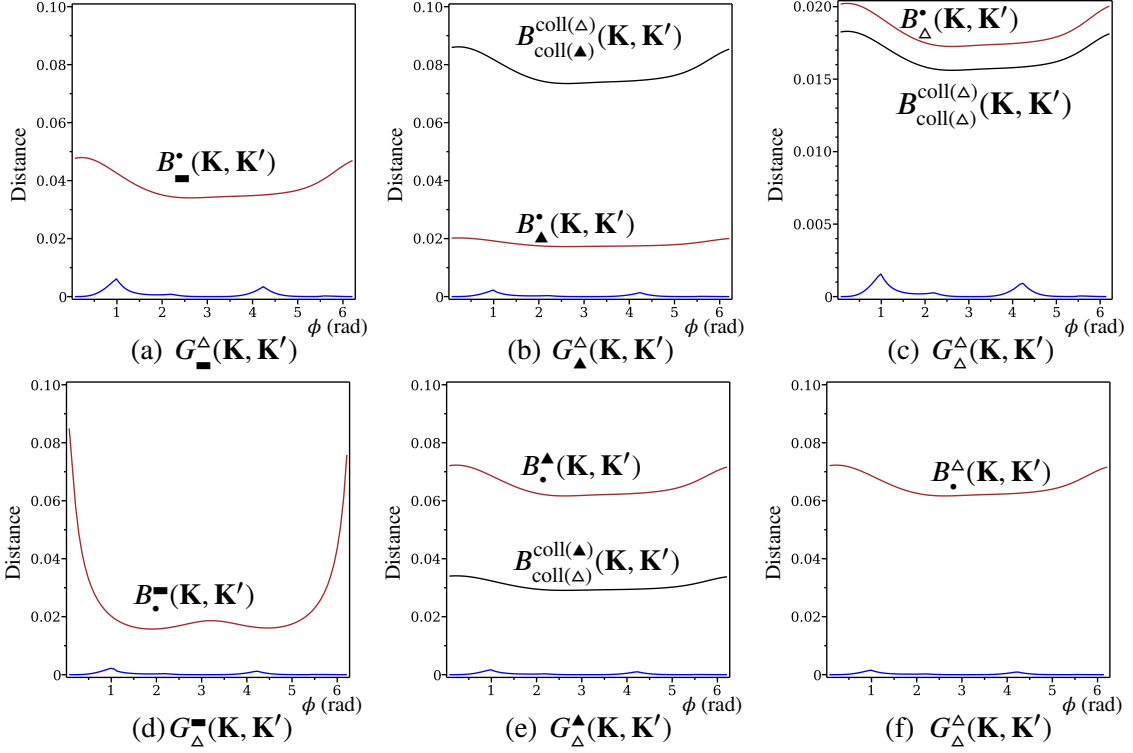 0.10
0.08
0.06
0.04
0.02
0
Distance
B^•_▬(K, K′)
1 2 3 4 5 6
ϕ (rad)
(a) G^△_▬(K, K′)
0.10
0.08
0.06
0.04
0.02
0
Distance
B^coll(△)_coll(▲)(K, K′)
B^•_▲(K, K′)
1 2 3 4 5 6
ϕ (rad)
(b) G^△_▲(K, K′)
0.020
0.015
0.010
0.005
0
Distance
B^•_△(K, K′)
B^coll(△)_coll(△)(K, K′)
1 2 3 4 5 6
ϕ (rad)
(c) G^△_△(K, K′)
0.10
0.08
0.06
0.04
0.02
0
Distance
B^▬_•(K, K′)
1 2 3 4 5 6
ϕ (rad)
(d) G^▬_△(K, K′)
0.10
0.08
0.06
0.04
0.02
0
Distance
B^▲_•(K, K′)
B^coll(▲)_coll(△)(K, K′)
1 2 3 4 5 6
ϕ (rad)
(e) G^▲_△(K, K′)
0.10
0.08
0.06
0.04
0.02
0
Distance
B^△_•(K, K′)
1 2 3 4 5 6
ϕ (rad)
(f) G^△_△(K, K′)